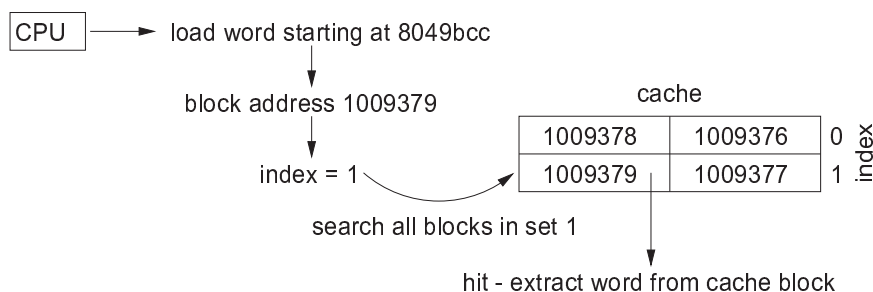 CPU
load word starting at 8049bcc
block address 1009379
cache
1009378 1009376 0
index = 1
1009379 1009377 1
index
search all blocks in set 1
hit - extract word from cache block